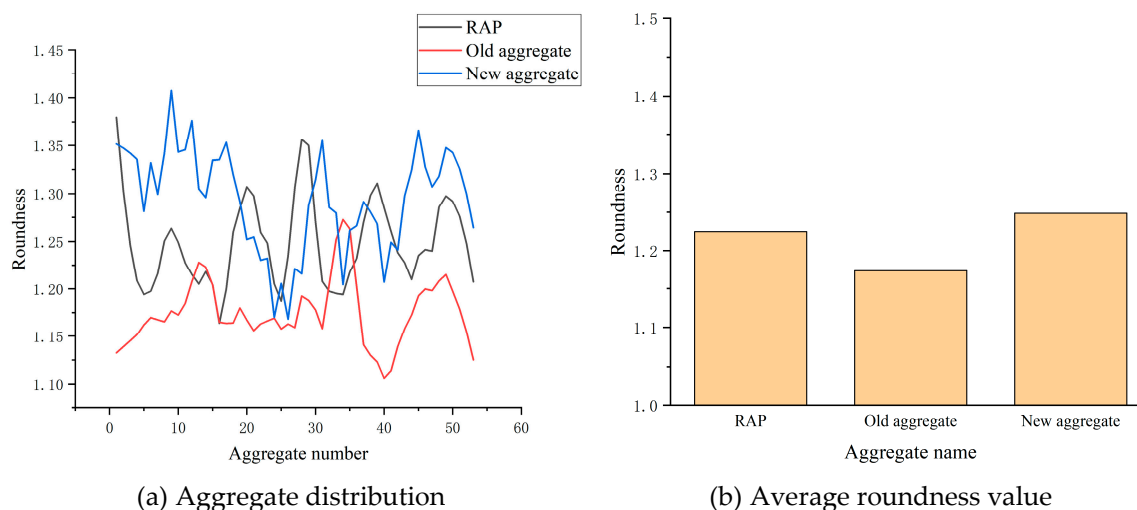 RAP
Old aggregate
New aggregate
1.45
1.40
1.35
1.30
1.25
1.20
1.15
1.10
Roundness
0 10 20 30 40 50 60
Aggregate number
(a) Aggregate distribution
1.5
1.4
1.3
1.2
1.1
1.0
Roundness
RAP Old aggregate New aggregate
Aggregate name
(b) Average roundness value